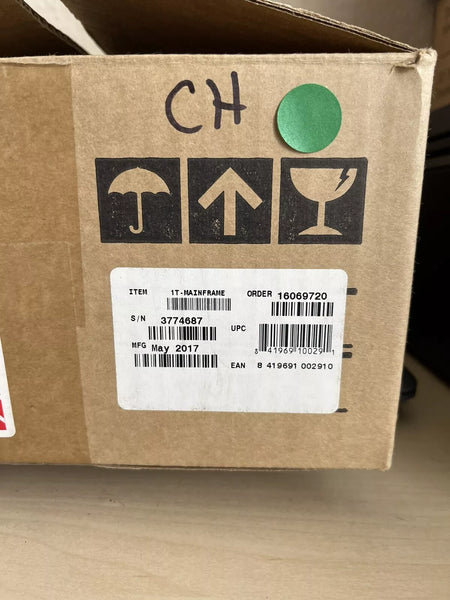 CH
ITEM 1T-MAINFRAME ORDER 16069720
S/N 3774687
UPC
MFG May 2017
8 41969 10029 1
EAN 8 419691 002910